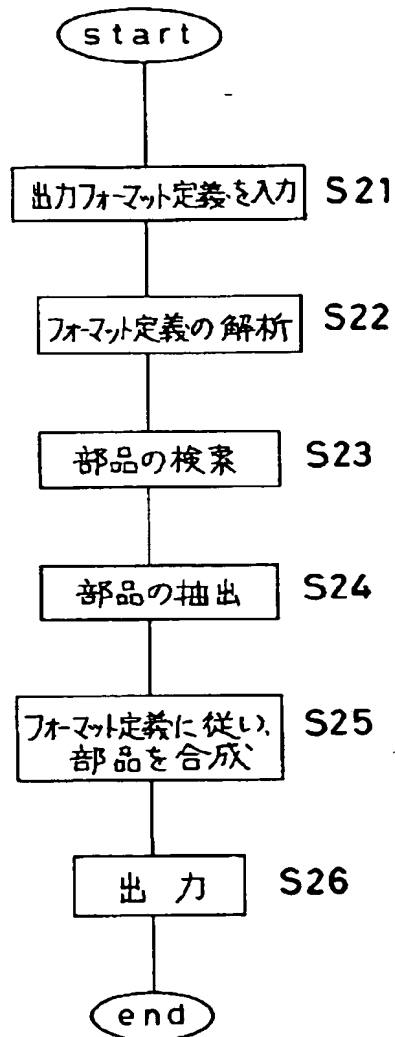 start
出力フォーマット定義を入力 S21
フォーマット定義の解析 S22
部品の検索 S23
部品の抽出 S24
フォーマット定義に従い、 S25
部品を合成
出力 S26
end